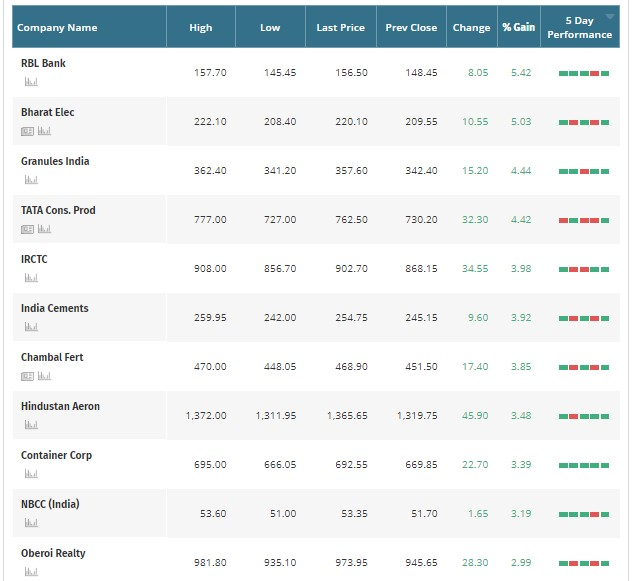 Company Name High Low Last Price Prev Close Change % Gain 5 Day Performance
RBL Bank 157.70 145.45 156.50 148.45 8.05 5.42
Bharat Elec 222.10 208.40 220.10 209.55 10.55 5.03
Granules India 362.40 341.20 357.60 342.40 15.20 4.44
TATA Cons. Prod 777.00 727.00 762.50 730.20 32.30 4.42
IRCTC 908.00 856.70 902.70 868.15 34.55 3.98
India Cements 259.95 242.00 254.75 245.15 9.60 3.92
Chambal Fert 470.00 448.05 468.90 451.50 17.40 3.85
Hindustan Aeron 1,372.00 1,311.95 1,365.65 1,319.75 45.90 3.48
Container Corp 695.00 666.05 692.55 669.85 22.70 3.39
NBCC (India) 53.60 51.00 53.35 51.70 1.65 3.19
Oberoi Realty 981.80 935.10 973.95 945.65 28.30 2.99